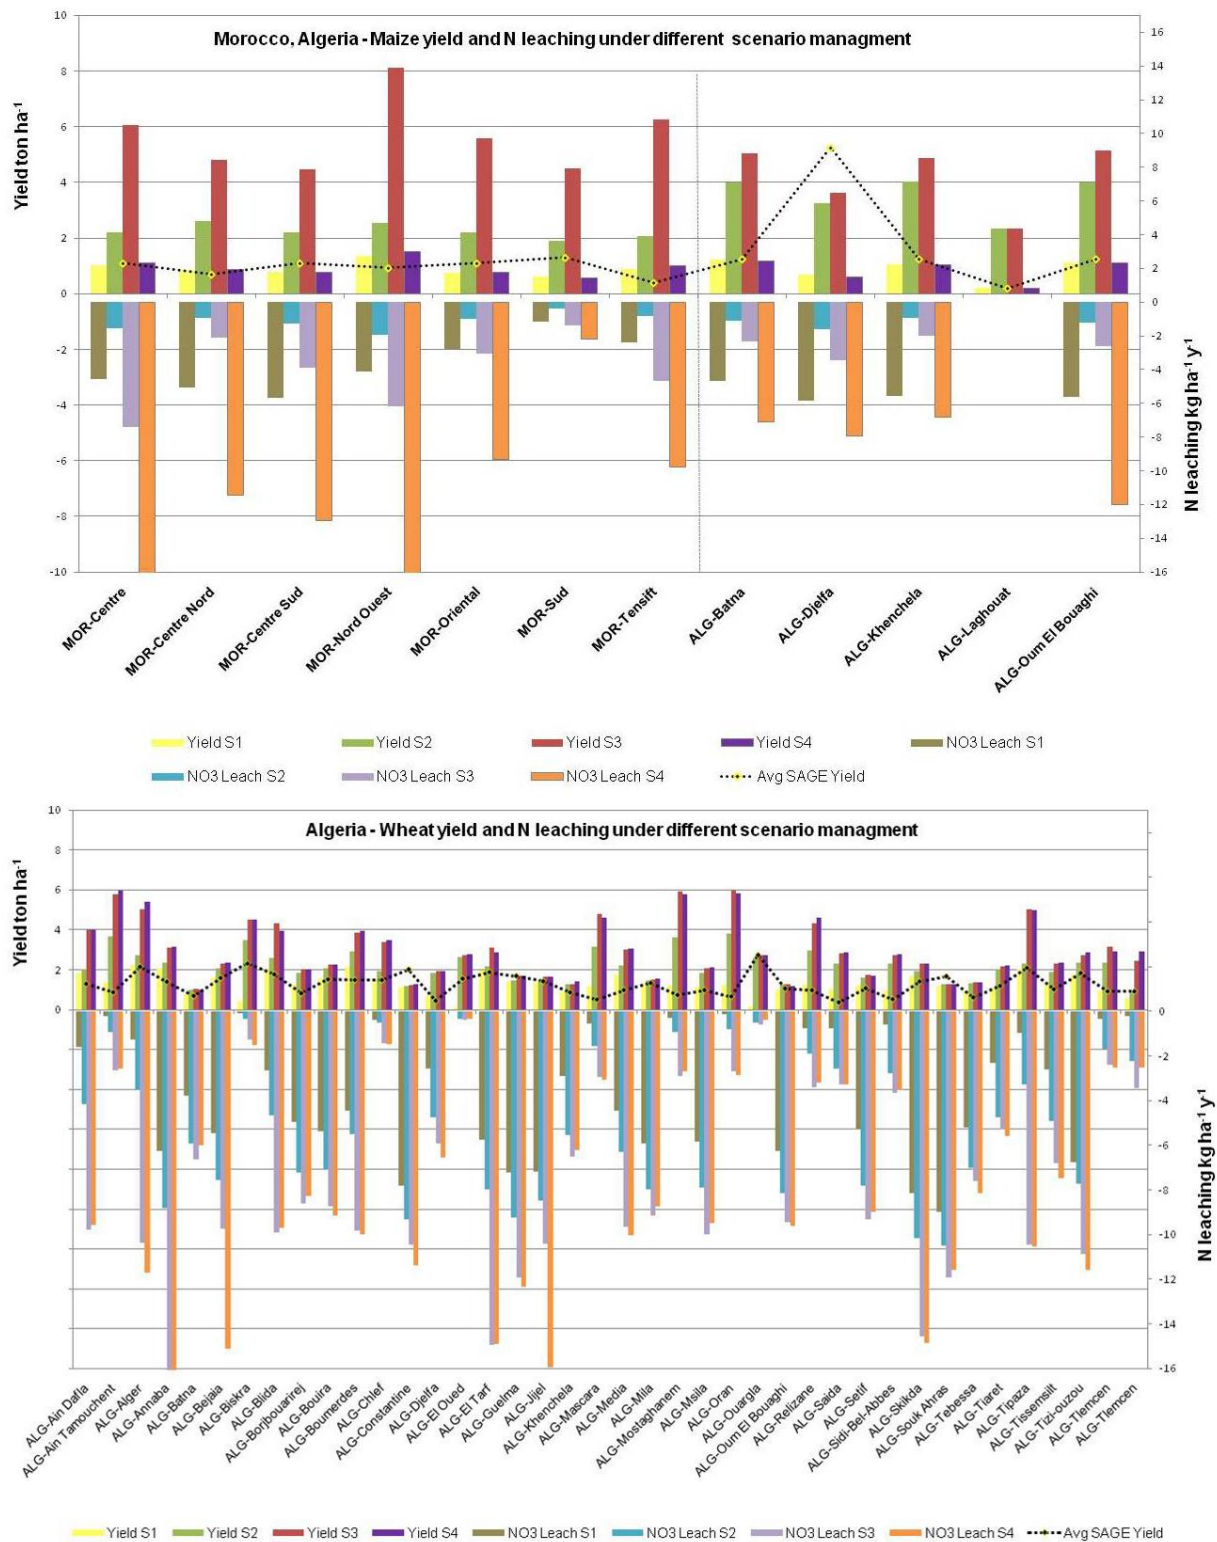 Morocco, Algeria - Maize yield and N leaching under different scenario managment
Yield ton ha-1
10
8
6
4
2
0
-2
-4
-6
-8
-10
16
14
12
10
8
6
4
2
0
-2
-4
-6
-8
-10
-12
-14
-16
N leaching kg ha-1 y-1
MOR-Centre
MOR-Centre Nord
MOR-Centre Sud
MOR-Nord Ouest
MOR-Oriental
MOR-Sud
MOR-Tensift
ALG-Batna
ALG-Djelfa
ALG-Khenchela
ALG-Laghouat
ALG-Oum El Bouaghi
Yield S1 Yield S2 Yield S3 Yield S4 NO3 Leach S1
NO3 Leach S2 NO3 Leach S3 NO3 Leach S4 Avg SAGE Yield
Algeria - Wheat yield and N leaching under different scenario managment
Yield ton ha-1
10
8
6
4
2
0
0
-2
-4
-6
-8
-10
-12
-14
-16
N leaching kg ha-1 y-1
ALG-Ain Dafla
ALG-Ain Tamouchent
ALG-Alger
ALG-Annaba
ALG-Batna
ALG-Bejaia
ALG-Biskra
ALG-Blida
ALG-Borjbouarirej
ALG-Bouira
ALG-Boumerdes
ALG-Chlef
ALG-Constantine
ALG-Djelfa
ALG-El Oued
ALG-El Tarf
ALG-Guelma
ALG-Jijel
ALG-Khenchela
ALG-Mascara
ALG-Media
ALG-Mila
ALG-Mostaghanem
ALG-Msila
ALG-Oran
ALG-Ouargla
ALG-Oum El Bouaghi
ALG-Relizane
ALG-Saida
ALG-Setif
ALG-Sidi-Bel-Abbes
ALG-Skikda
ALG-Souk Ahras
ALG-Tebessa
ALG-Tiaret
ALG-Tipaza
ALG-Tissemsilt
ALG-Tizi-ouzou
ALG-Tlemcen
ALG-Tlemcen
Yield S1 Yield S2 Yield S3 Yield S4 NO3 Leach S1 NO3 Leach S2 NO3 Leach S3 NO3 Leach S4 Avg SAGE Yield